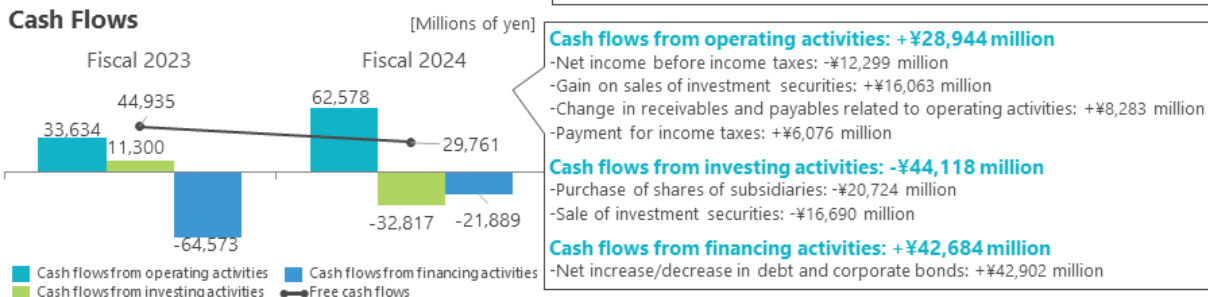 Cash Flows
[Millions of yen]
Fiscal 2023
Fiscal 2024
44,935
62,578
33,634
11,300
29,761
-64,573
-32,817
-21,889
Cash flows from operating activities
Cash flows from financing activities
Cash flows from investing activities
Free cash flows
Cash flows from operating activities: +¥28,944 million
-Net income before income taxes: -¥12,299 million
-Gain on sales of investment securities: +¥16,063 million
-Change in receivables and payables related to operating activities: +¥8,283 million
-Payment for income taxes: +¥6,076 million
Cash flows from investing activities: -¥44,118 million
-Purchase of shares of subsidiaries: -¥20,724 million
-Sale of investment securities: -¥16,690 million
Cash flows from financing activities: +¥42,684 million
-Net increase/decrease in debt and corporate bonds: +¥42,902 million